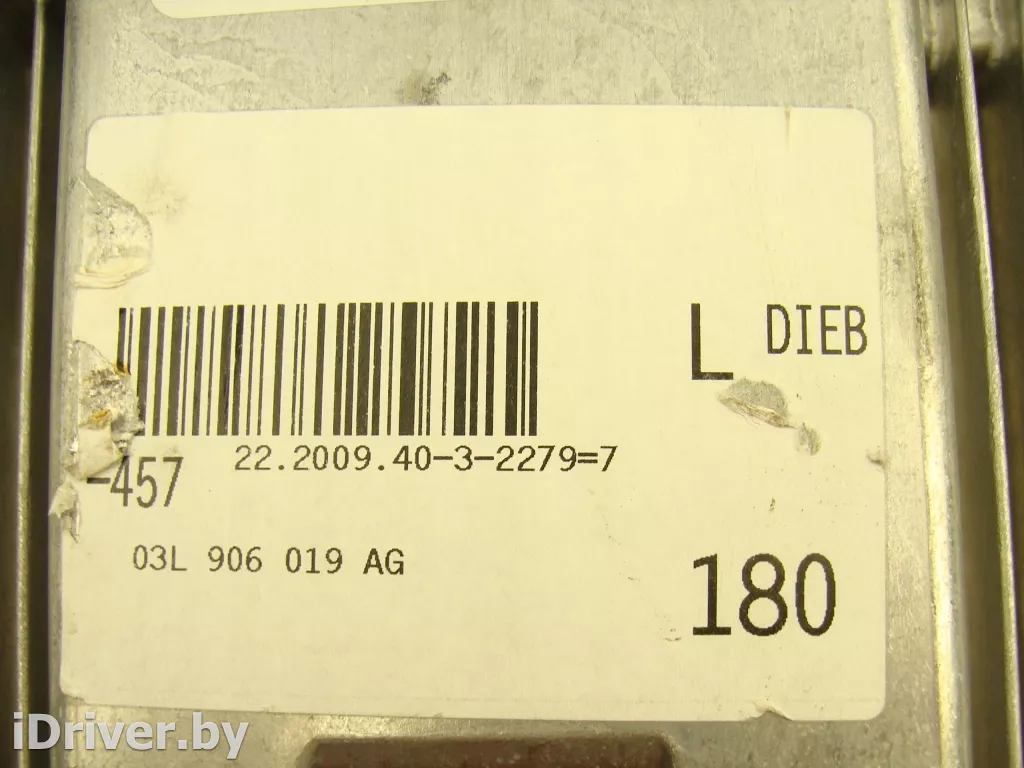 L DIEB
22.2009.40-3-2279=7
-457
03L 906 019 AG
180
iDriver.by